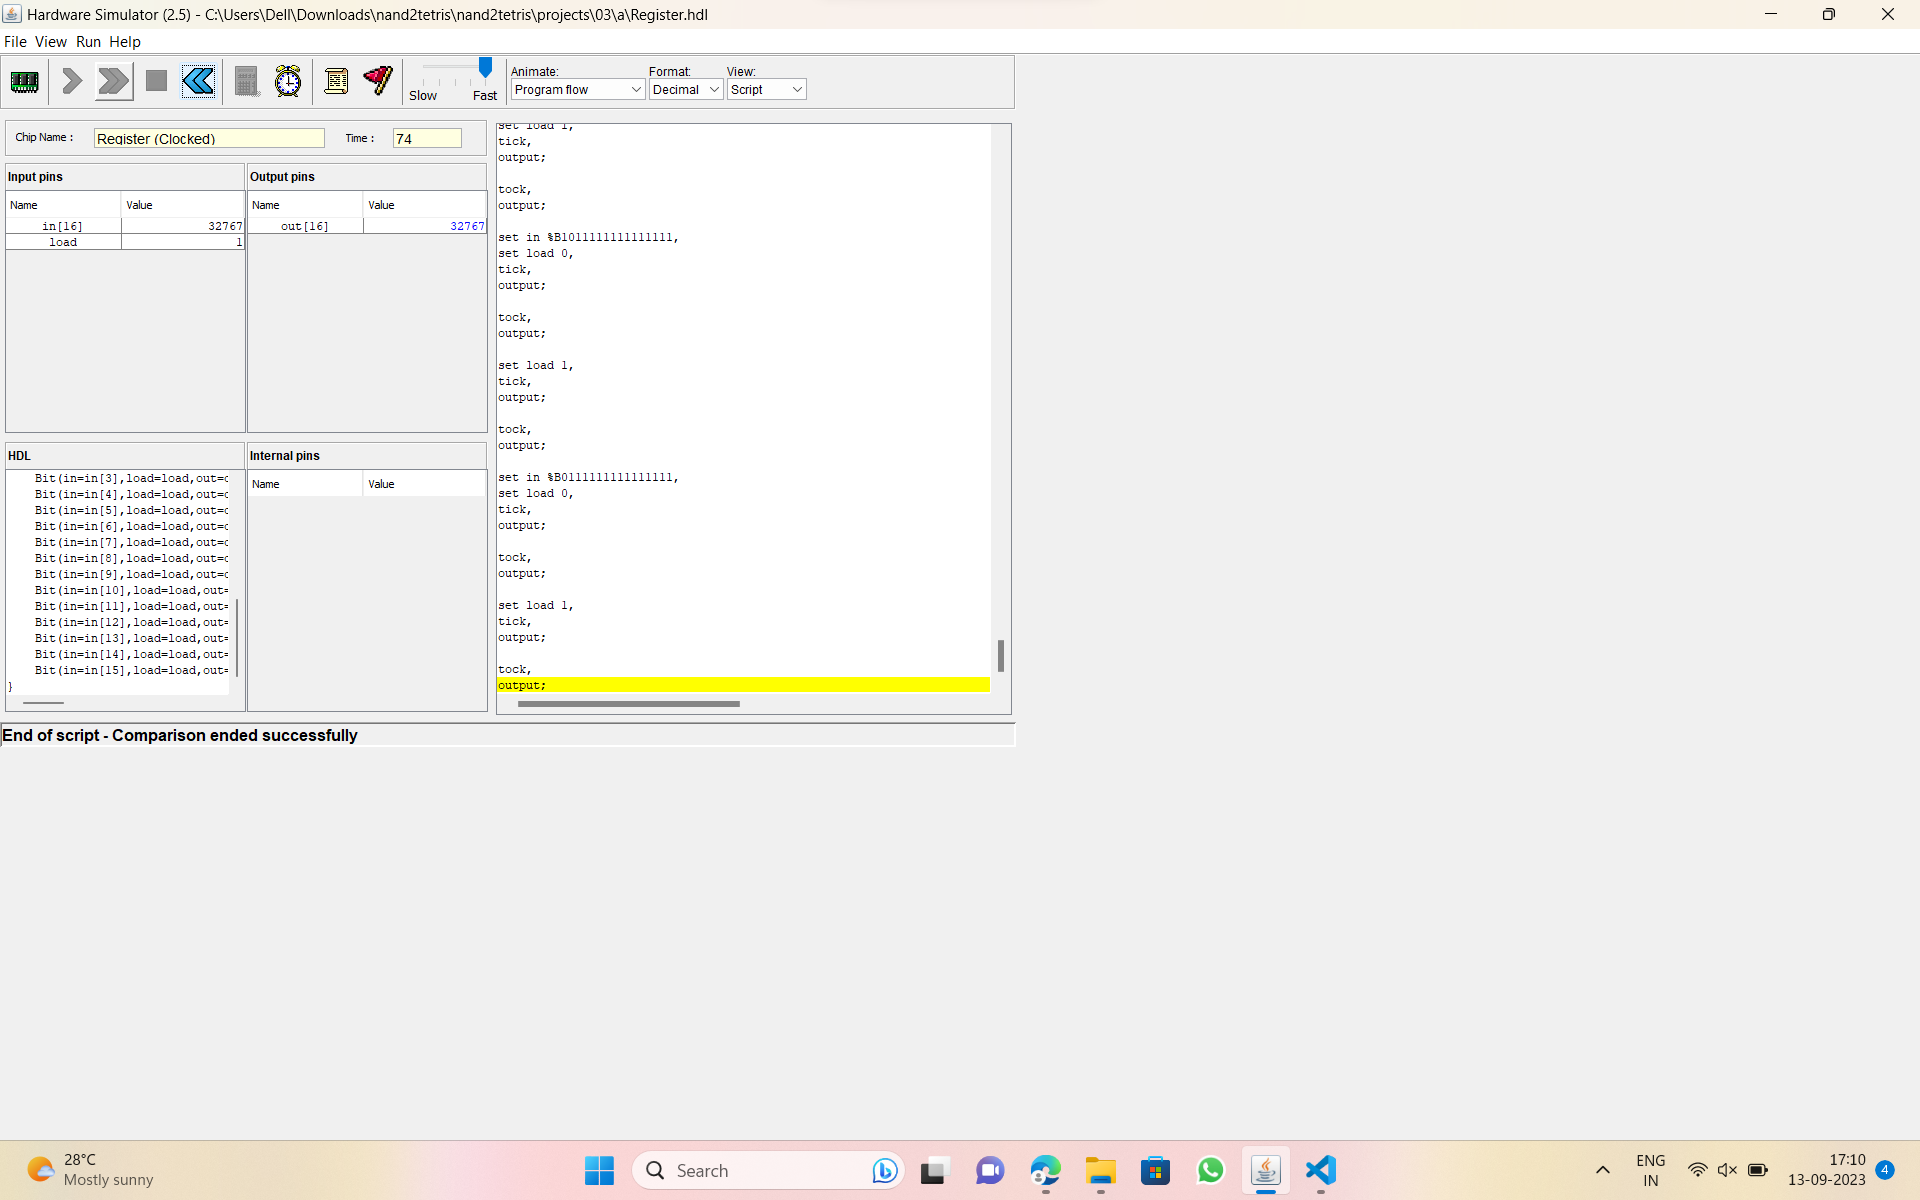 Hardware Simulator (2.5) - C:\Users\Dell\Downloads\nand2tetris\nand2tetris\projects\03\a\Register.hdl
File View Run Help
Slow Fast
Animate: Format: View:
Program flow Decimal Script
Chip Name : Register (Clocked) Time : 74
Input pins
Name Value
in[16] 32767
load 1
Output pins
Name Value
out[16] 32767
HDL
Bit(in=in[3],load=load,out=
Bit(in=in[4],load=load,out=
Bit(in=in[5],load=load,out=
Bit(in=in[6],load=load,out=
Bit(in=in[7],load=load,out=
Bit(in=in[8],load=load,out=
Bit(in=in[9],load=load,out=
Bit(in=in[10],load=load,out=
Bit(in=in[11],load=load,out=
Bit(in=in[12],load=load,out=
Bit(in=in[13],load=load,out=
Bit(in=in[14],load=load,out=
Bit(in=in[15],load=load,out=
}
Internal pins
Name Value
set load 1,
tick,
output;
tock,
output;
set in %B1011111111111111,
set load 0,
tick,
output;
tock,
output;
set load 1,
tick,
output;
tock,
output;
set in %B0111111111111111,
set load 0,
tick,
output;
tock,
output;
set load 1,
tick,
output;
tock,
output;
End of script - Comparison ended successfully
28°C
Mostly sunny
Search
ENG
IN
17:10
13-09-2023
4